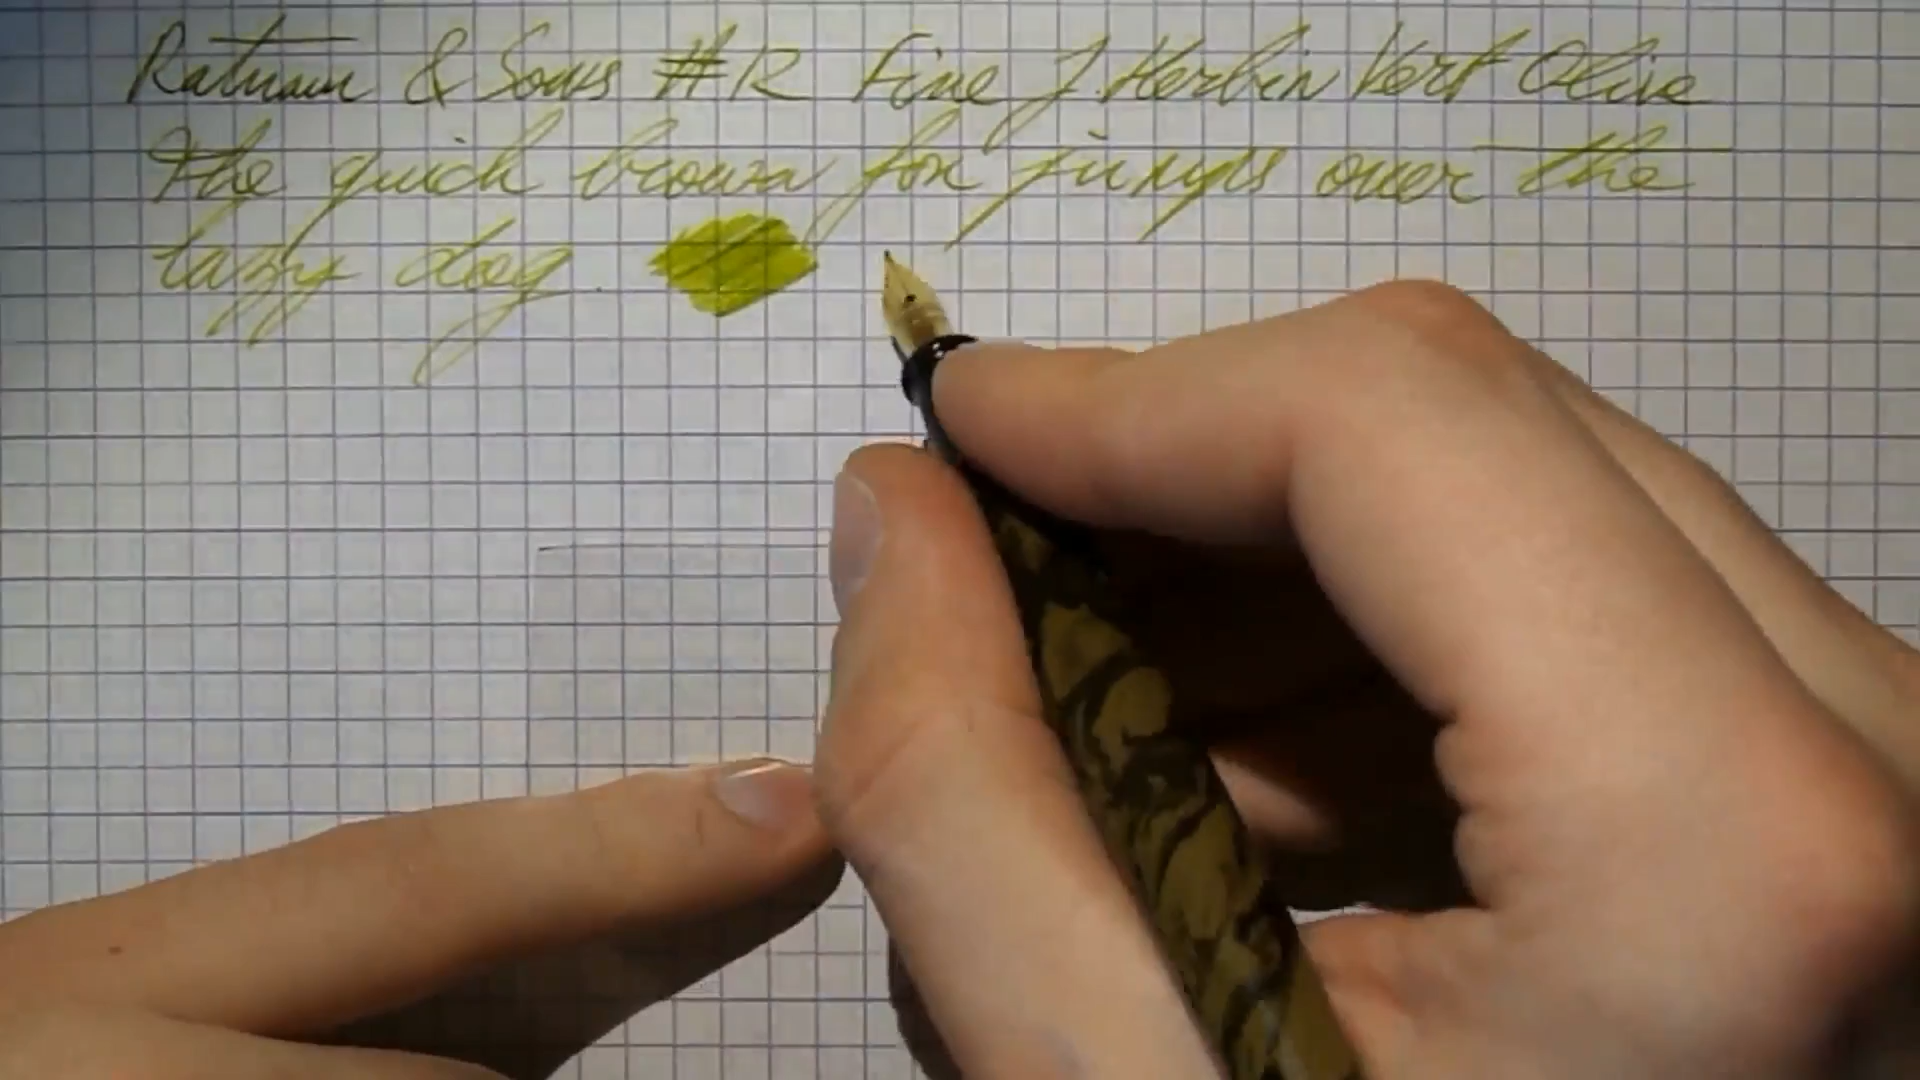 Ratnam & Sons #12 Fine J. Herbin Vert Olive
The quick brown fox jumps over the
lazy dog.